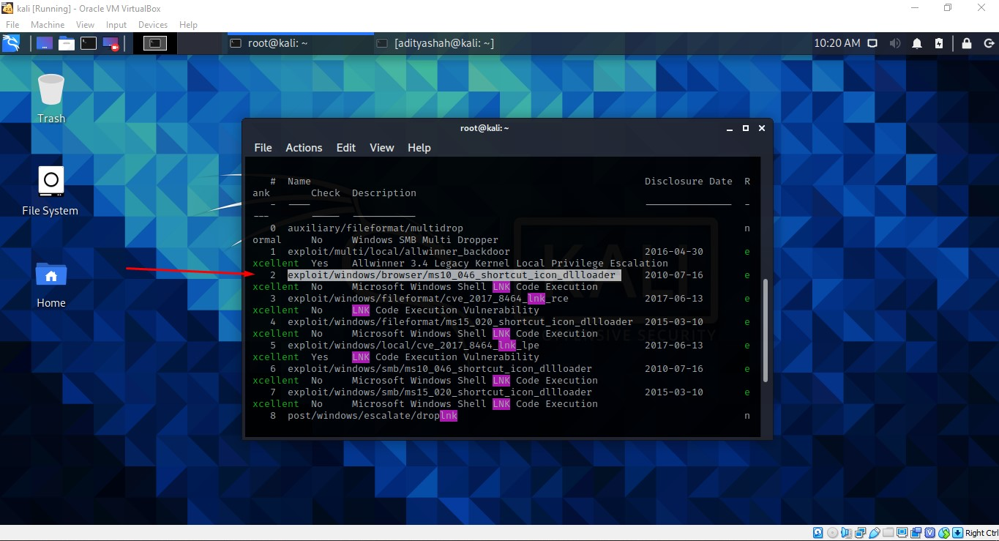 kali [Running] - Oracle VM VirtualBox
File Machine View Input Devices Help
root@kali: ~ [adityashah@kali: ~] 10:20 AM
Trash
File System
Home
root@kali: ~
File Actions Edit View Help
# Name Disclosure Date R
ank Check Description
- ---- --------------- -
--- ----- -----------
0 auxiliary/fileformat/multidrop n
ormal No Windows SMB Multi Dropper
1 exploit/multi/local/allwinner_backdoor 2016-04-30 e
xcellent Yes Allwinner 3.4 Legacy Kernel Local Privilege Escalation
2 exploit/windows/browser/ms10_046_shortcut_icon_dllloader 2010-07-16 e
xcellent No Microsoft Windows Shell LNK Code Execution
3 exploit/windows/fileformat/cve_2017_8464_lnk_rce 2017-06-13 e
xcellent No LNK Code Execution Vulnerability
4 exploit/windows/fileformat/ms15_020_shortcut_icon_dllloader 2015-03-10 e
xcellent No Microsoft Windows Shell LNK Code Execution
5 exploit/windows/local/cve_2017_8464_lnk_lpe 2017-06-13 e
xcellent Yes LNK Code Execution Vulnerability
6 exploit/windows/smb/ms10_046_shortcut_icon_dllloader 2010-07-16 e
xcellent No Microsoft Windows Shell LNK Code Execution
7 exploit/windows/smb/ms15_020_shortcut_icon_dllloader 2015-03-10 e
xcellent No Microsoft Windows Shell LNK Code Execution
8 post/windows/escalate/droplnk n
KALI
OFFENSIVE SECURITY
Right Ctrl